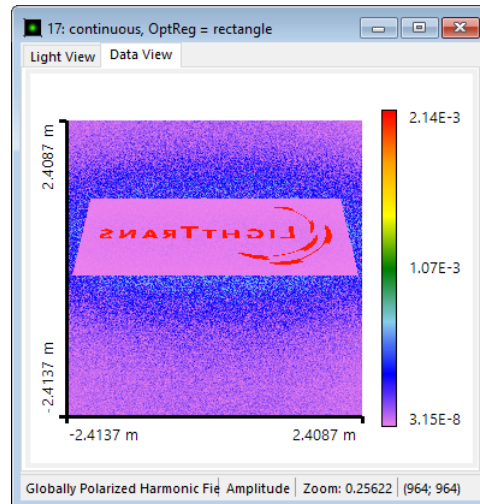 17: continuous, OptReg = rectangle
Light View
Data View
2.4087 m
-2.4137 m
LIGHTTRANS
-2.4137 m
2.4087 m
2.14E-3
1.07E-3
3.15E-8
Globally Polarized Harmonic Fie
Amplitude
Zoom: 0.25622
(964; 964)